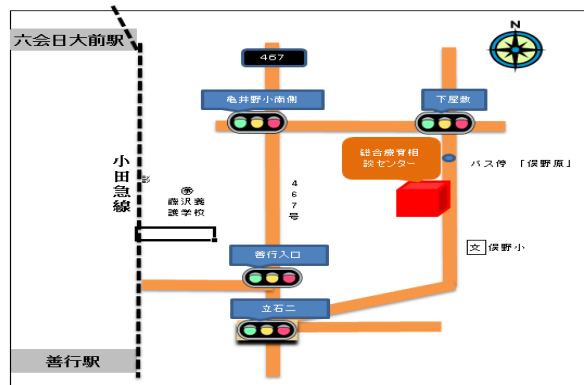 六会日大前駅
467
N
亀井野小南側
下屋敷
総合療育相
談センター
バス停 「俣野原」
小田急線
467号
藤沢養
護学校
文 俣野小
善行入口
立石二
善行駅